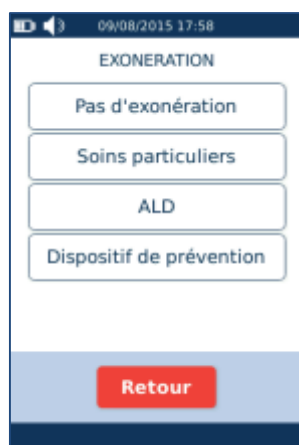 09/08/2015 17:58
EXONERATION
Pas d'exonération
Soins particuliers
ALD
Dispositif de prévention
Retour